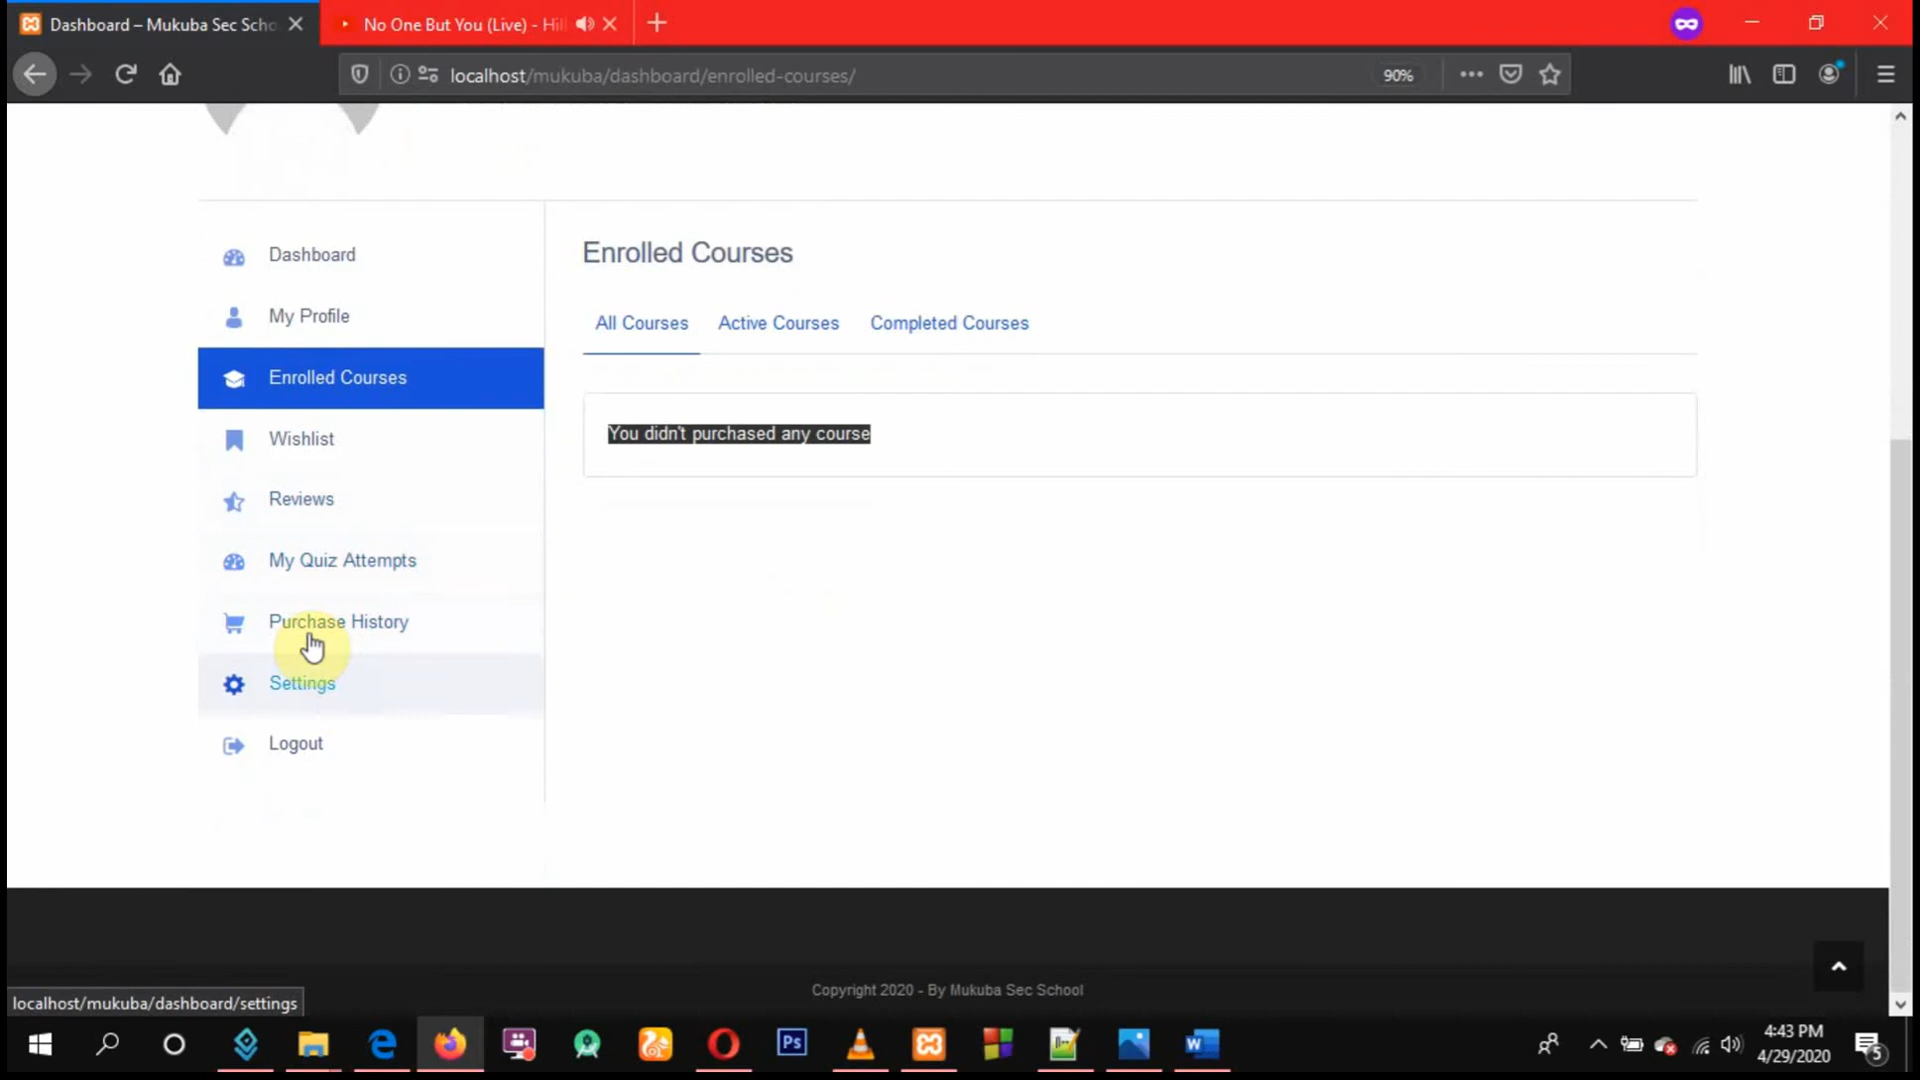 Dashboard – Mukuba Sec Scho
No One But You (Live) - Hil
localhost/mukuba/dashboard/enrolled-courses/
90%
Dashboard
My Profile
Enrolled Courses
Wishlist
Reviews
My Quiz Attempts
Purchase History
Settings
Logout
Enrolled Courses
All Courses Active Courses Completed Courses
You didn't purchased any course
Copyright 2020 - By Mukuba Sec School
localhost/mukuba/dashboard/settings
Ps
4:43 PM
4/29/2020
5